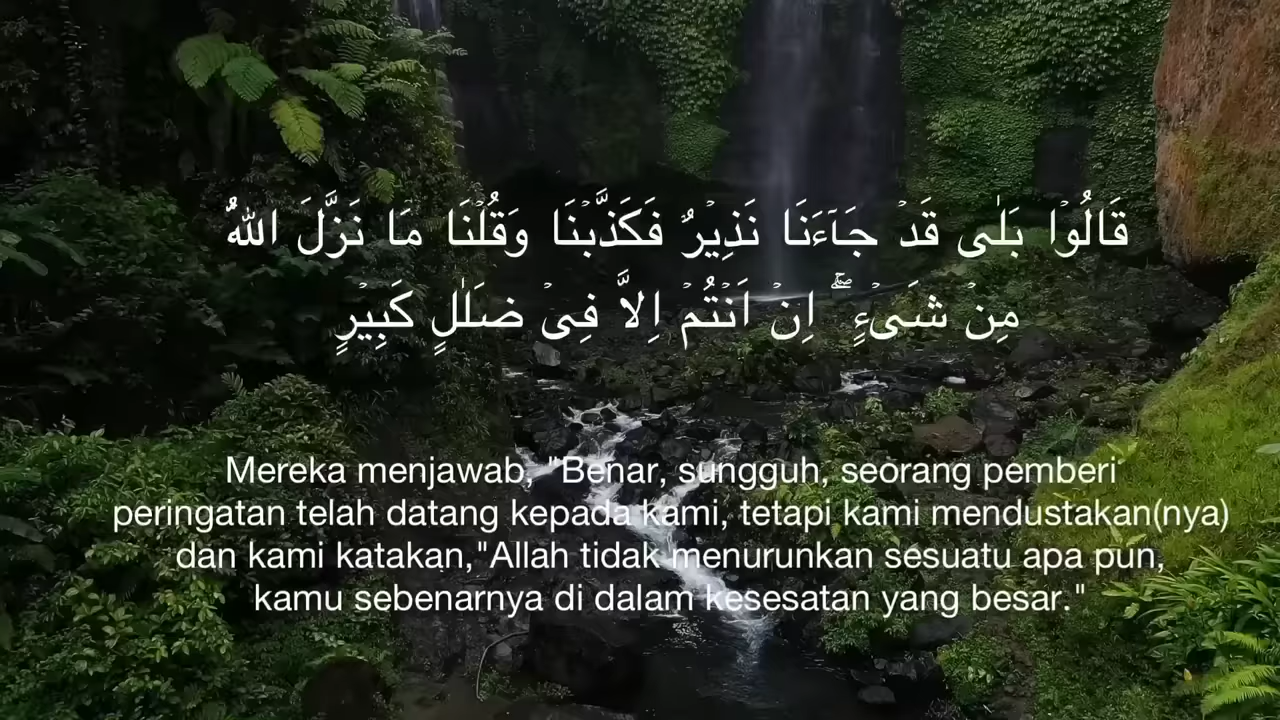 قَالُوۡا بَلٰى قَدۡ جَآءَنَا نَذِيۡرٌ فَكَذَّبۡنَا وَقُلۡنَا مَا نَزَّلَ اللّٰهُ
مِنۡ شَىۡءٍ ۖۚ اِنۡ اَنۡتُمۡ اِلَّا فِىۡ ضَلٰلٍ كَبِيۡرٍ
Mereka menjawab, "Benar, sungguh, seorang pemberi
peringatan telah datang kepada kami, tetapi kami mendustakan(nya)
dan kami katakan,"Allah tidak menurunkan sesuatu apa pun,
kamu sebenarnya di dalam kesesatan yang besar."